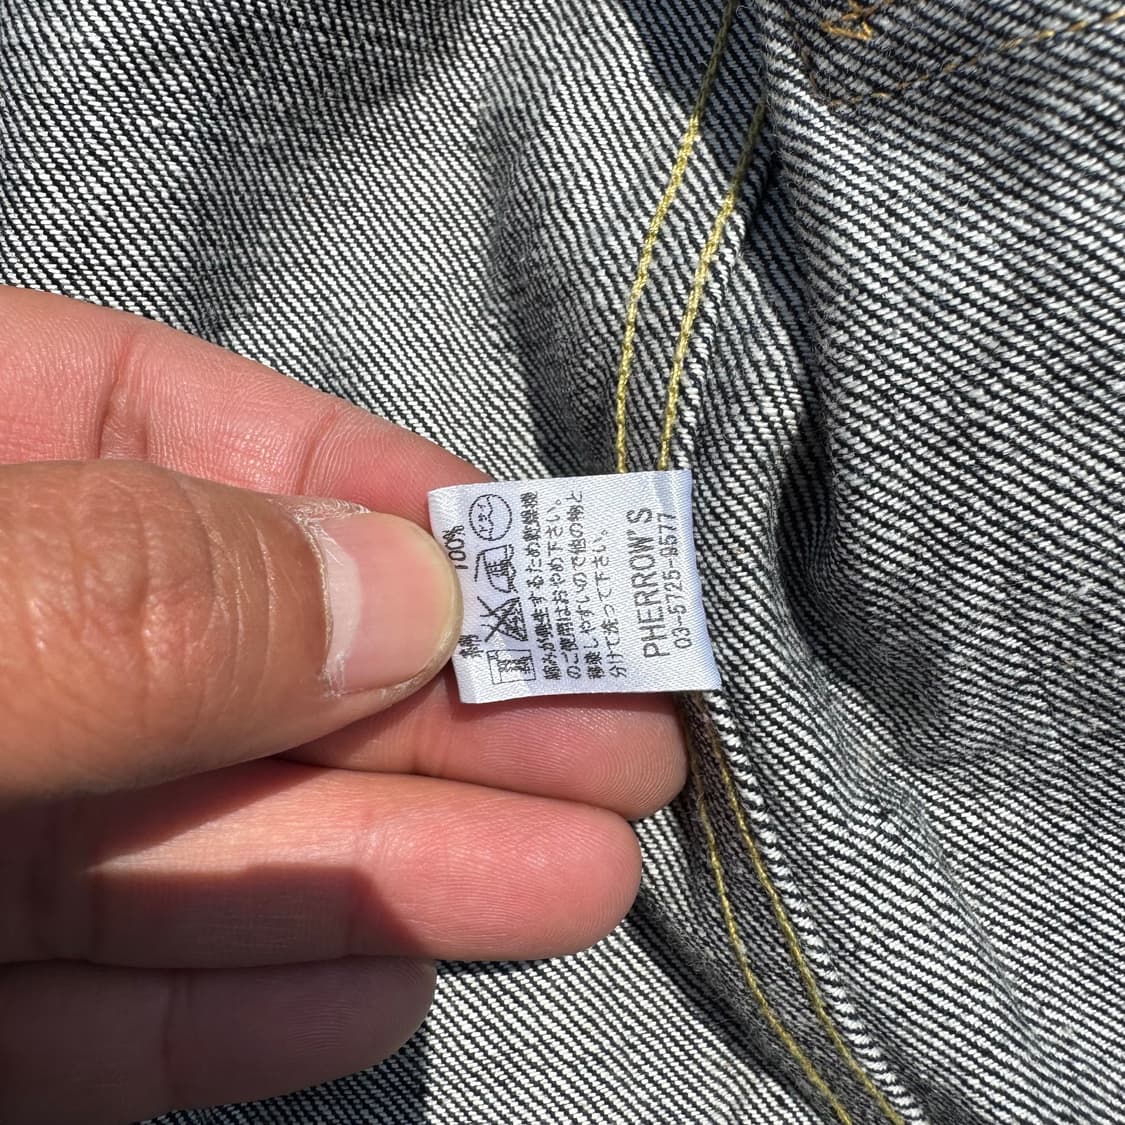 綿 100%
縮みが発生するため乾燥機
のご使用はおやめ下さい。
移染しやすいので他の物と
分けて洗って下さい。
PHERROW'S
03-5725-9577